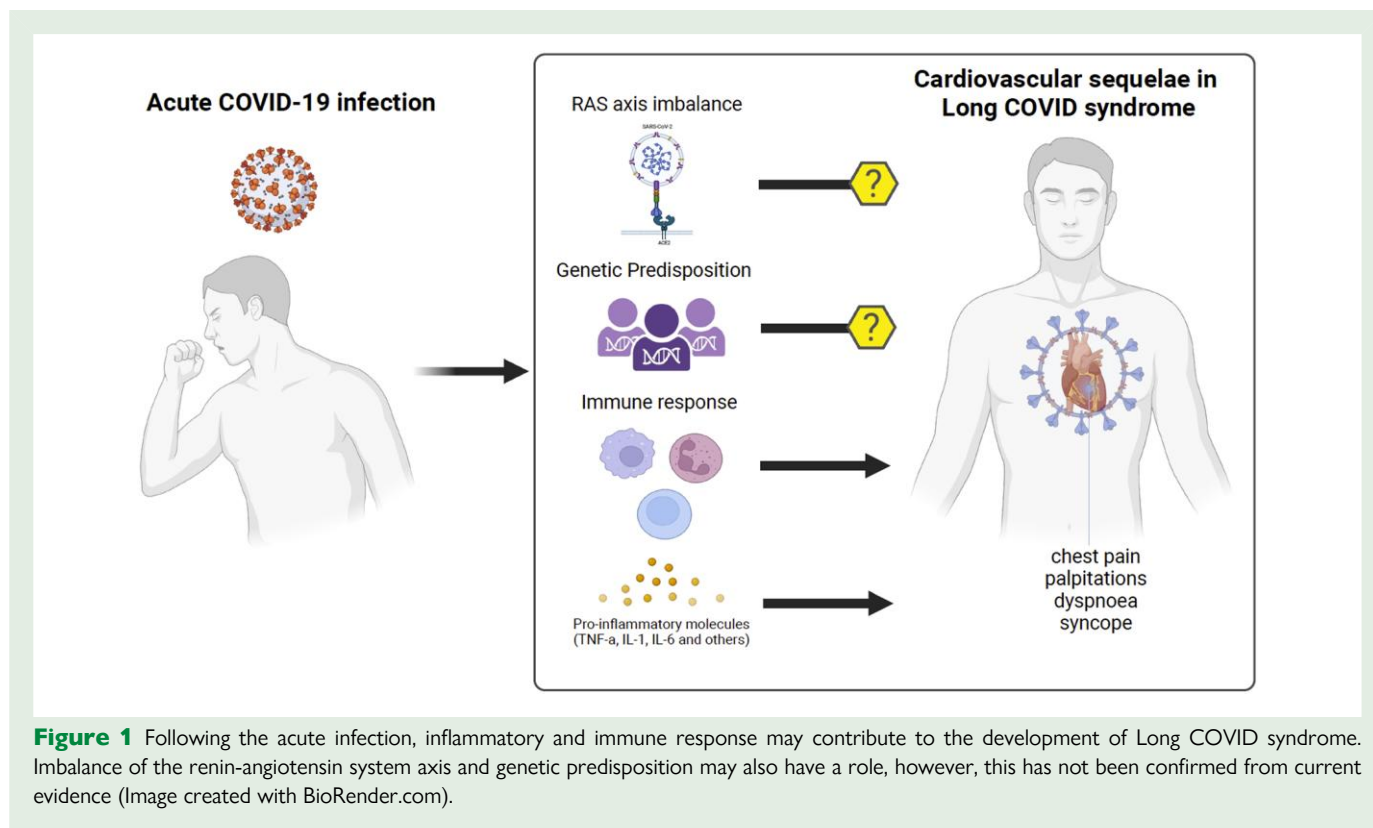 Acute COVID-19 infection
RAS axis imbalance
SARS-CoV-2
ACE2
?
Genetic Predisposition
?
Immune response
Pro-inflammatory molecules
(TNF-a, IL-1, IL-6 and others)
Cardiovascular sequelae in
Long COVID syndrome
chest pain
palpitations
dyspnoea
syncope
Figure 1 Following the acute infection, inflammatory and immune response may contribute to the development of Long COVID syndrome.
Imbalance of the renin-angiotensin system axis and genetic predisposition may also have a role, however, this has not been confirmed from current
evidence (Image created with BioRender.com).